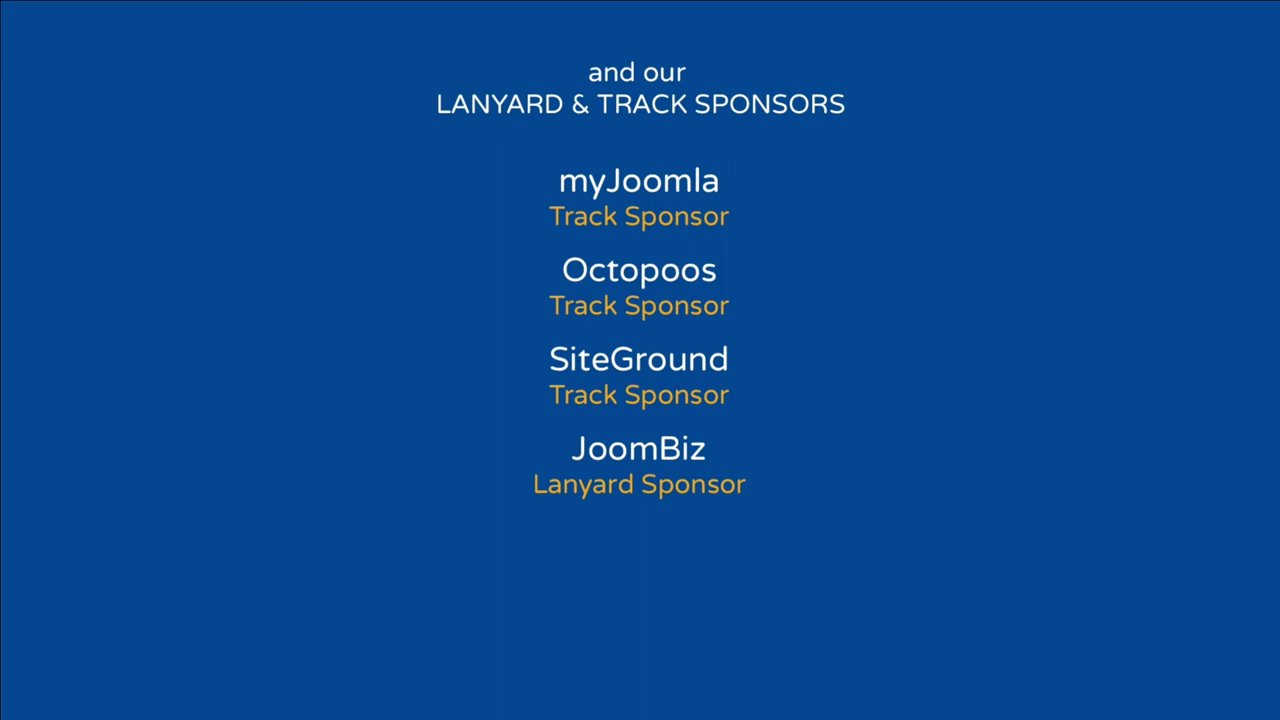 and our
LANYARD & TRACK SPONSORS
myJoomla
Track Sponsor
Octopoos
Track Sponsor
SiteGround
Track Sponsor
JoomBiz
Lanyard Sponsor